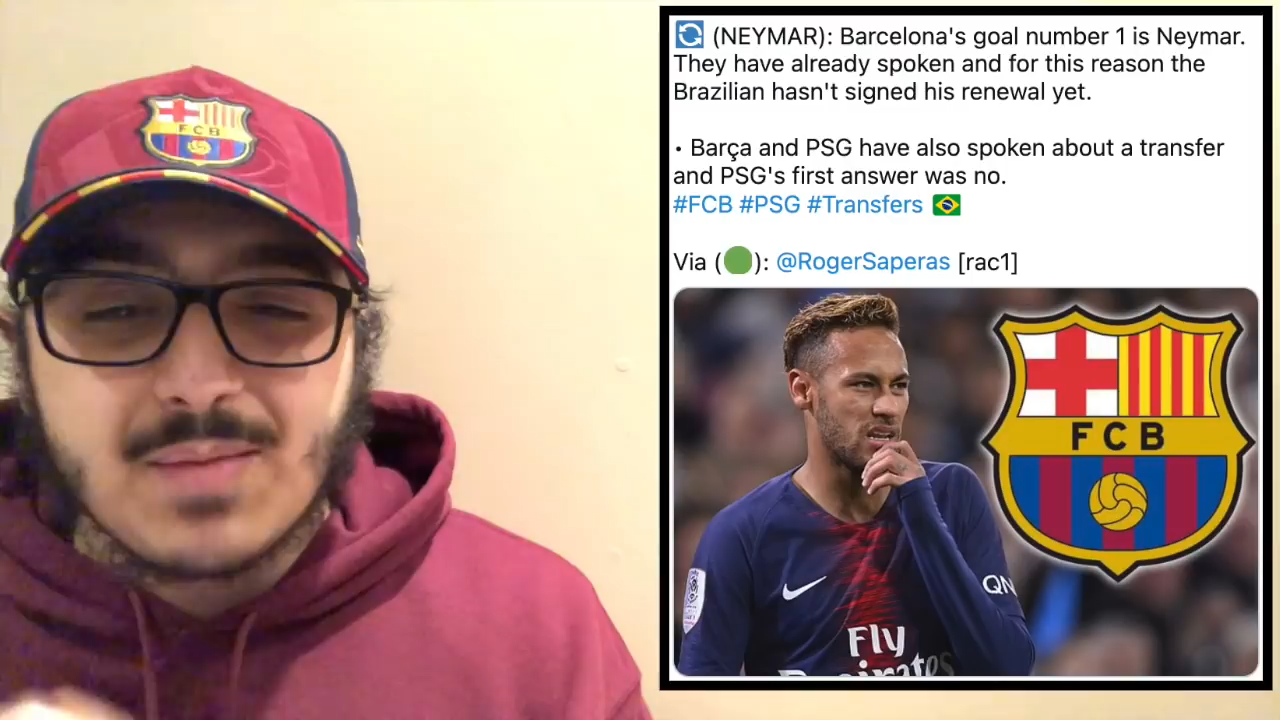 FCB
🔄 (NEYMAR): Barcelona's goal number 1 is Neymar.
They have already spoken and for this reason the
Brazilian hasn't signed his renewal yet.
• Barça and PSG have also spoken about a transfer
and PSG's first answer was no.
#FCB #PSG #Transfers 🇧🇷
Via (🟢): @RogerSaperas [rac1]
FCB
QN
Fly
Emirates